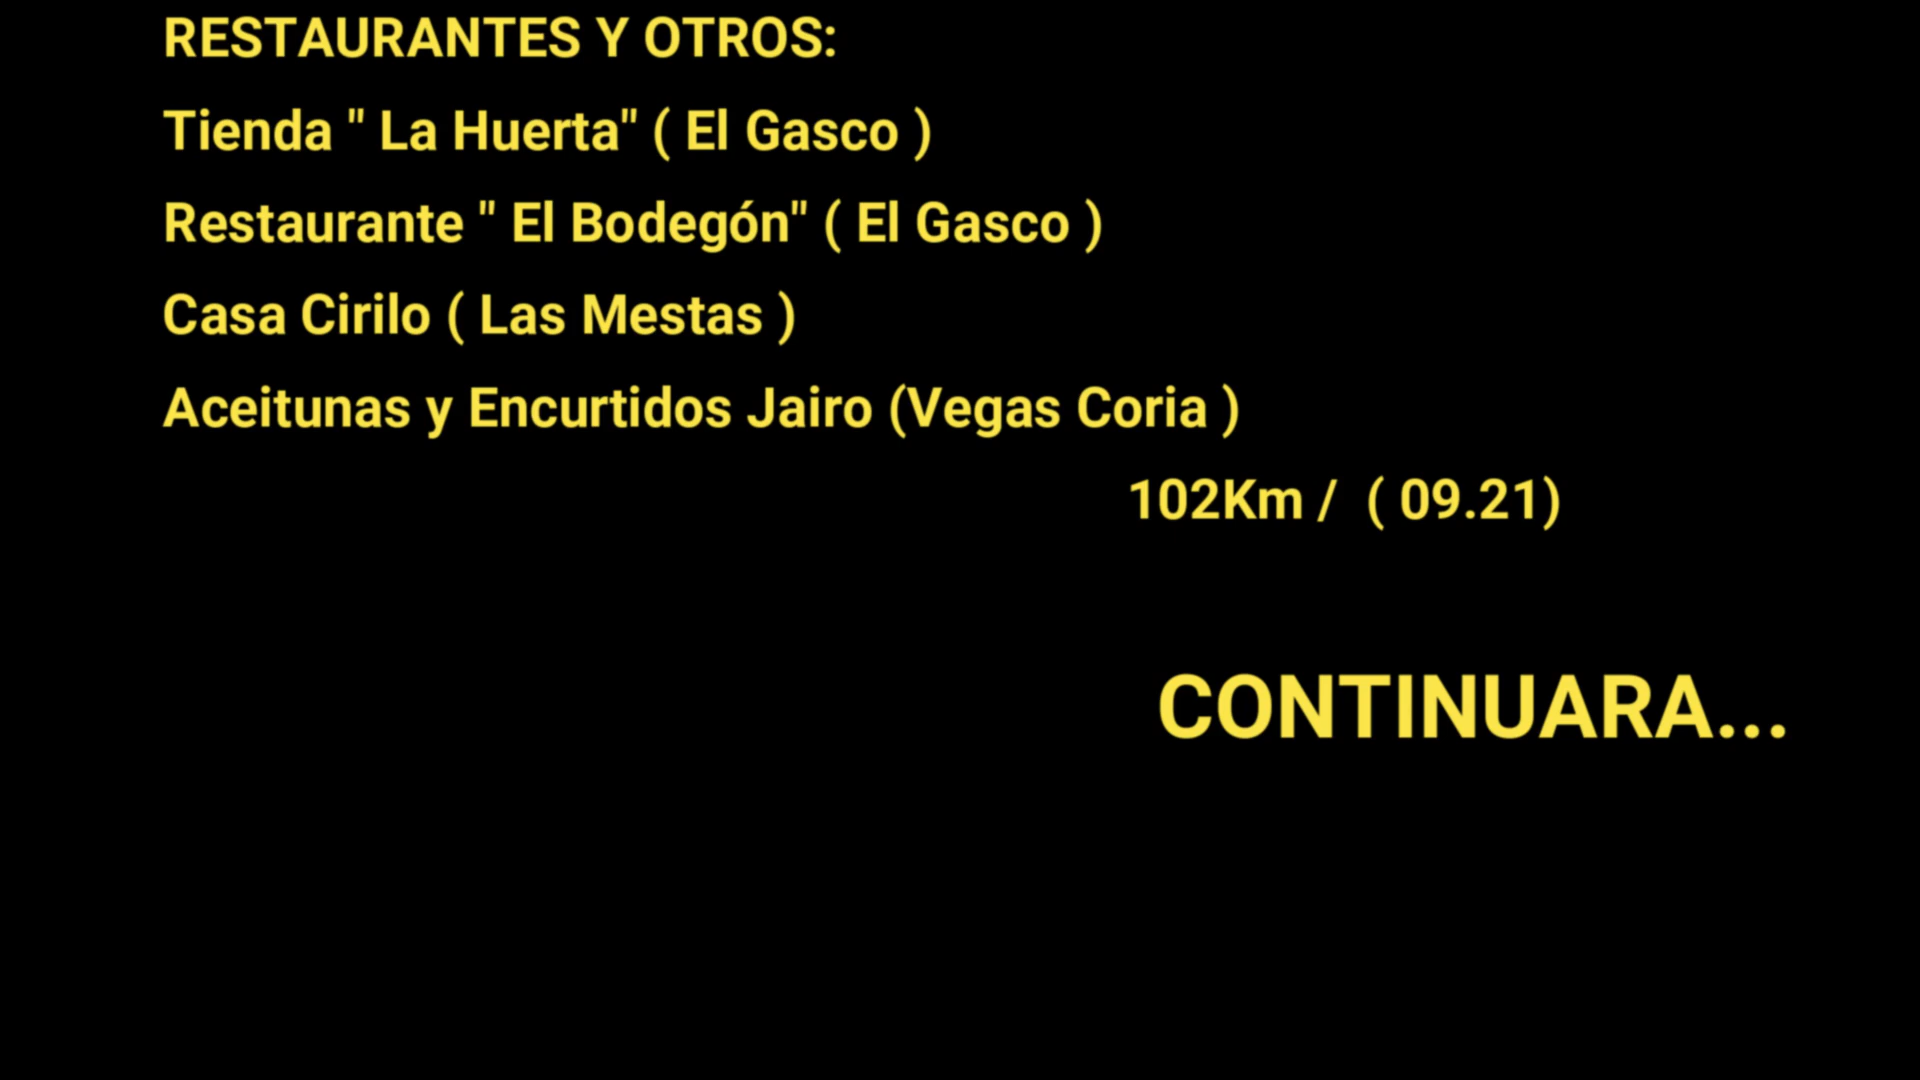 RESTAURANTES Y OTROS:
Tienda " La Huerta" ( El Gasco )
Restaurante " El Bodegón" ( El Gasco )
Casa Cirilo ( Las Mestas )
Aceitunas y Encurtidos Jairo (Vegas Coria )
102Km /  ( 09.21)
CONTINUARA...